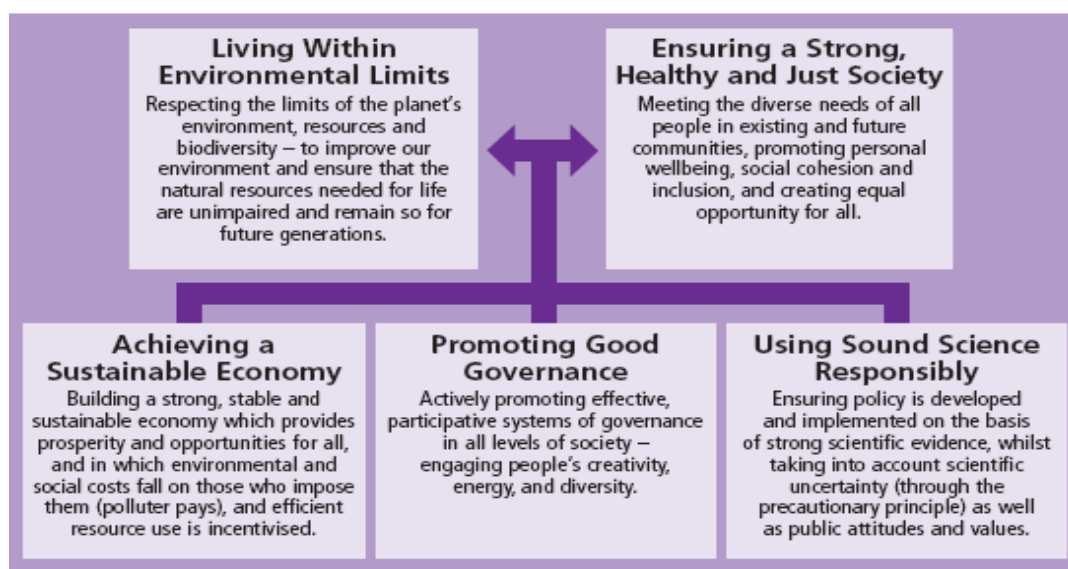 Living Within
Environmental Limits
Respecting the limits of the planet's
environment, resources and
biodiversity – to improve our
environment and ensure that the
natural resources needed for life
are unimpaired and remain so for
future generations.
Ensuring a Strong,
Healthy and Just Society
Meeting the diverse needs of all
people in existing and future
communities, promoting personal
wellbeing, social cohesion and
inclusion, and creating equal
opportunity for all.
Achieving a
Sustainable Economy
Building a strong, stable and
sustainable economy which provides
prosperity and opportunities for all,
and in which environmental and
social costs fall on those who impose
them (polluter pays), and efficient
resource use is incentivised.
Promoting Good
Governance
Actively promoting effective,
participative systems of governance
in all levels of society –
engaging people's creativity,
energy, and diversity.
Using Sound Science
Responsibly
Ensuring policy is developed
and implemented on the basis
of strong scientific evidence, whilst
taking into account scientific
uncertainty (through the
precautionary principle) as well
as public attitudes and values.